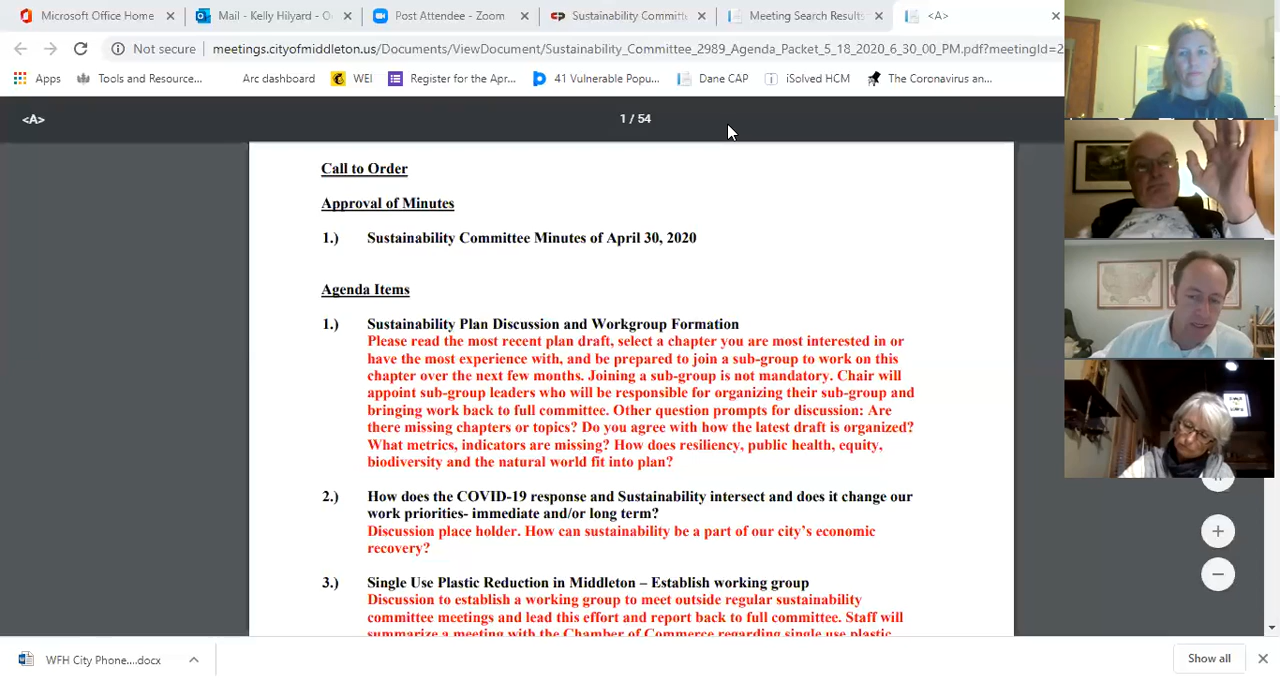 Microsoft Office Home
Mail - Kelly Hilyard - O
Post Attendee - Zoom
Sustainability Committe
Meeting Search Results
<A>
Not secure
meetings.cityofmiddleton.us/Documents/ViewDocument/Sustainability_Committee_2989_Agenda_Packet_5_18_2020_6_30_00_PM.pdf?meetingId=2
Apps
Tools and Resource...
Arc dashboard
WEI
Register for the Apr...
41 Vulnerable Popu...
Dane CAP
iSolved HCM
The Coronavirus an...
<A>
1 / 54
Call to Order
Approval of Minutes
1.) Sustainability Committee Minutes of April 30, 2020
Agenda Items
1.) Sustainability Plan Discussion and Workgroup Formation
Please read the most recent plan draft, select a chapter you are most interested in or
have the most experience with, and be prepared to join a sub-group to work on this
chapter over the next few months. Joining a sub-group is not mandatory. Chair will
appoint sub-group leaders who will be responsible for organizing their sub-group and
bringing work back to full committee. Other question prompts for discussion: Are
there missing chapters or topics? Do you agree with how the latest draft is organized?
What metrics, indicators are missing? How does resiliency, public health, equity,
biodiversity and the natural world fit into plan?
2.) How does the COVID-19 response and Sustainability intersect and does it change our
work priorities- immediate and/or long term?
Discussion place holder. How can sustainability be a part of our city's economic
recovery?
3.) Single Use Plastic Reduction in Middleton – Establish working group
Discussion to establish a working group to meet outside regular sustainability
committee meetings and lead this effort and report back to full committee. Staff will
summarize a meeting with the Chamber of Commerce regarding single use plastic
WFH City Phone....docx
Show all